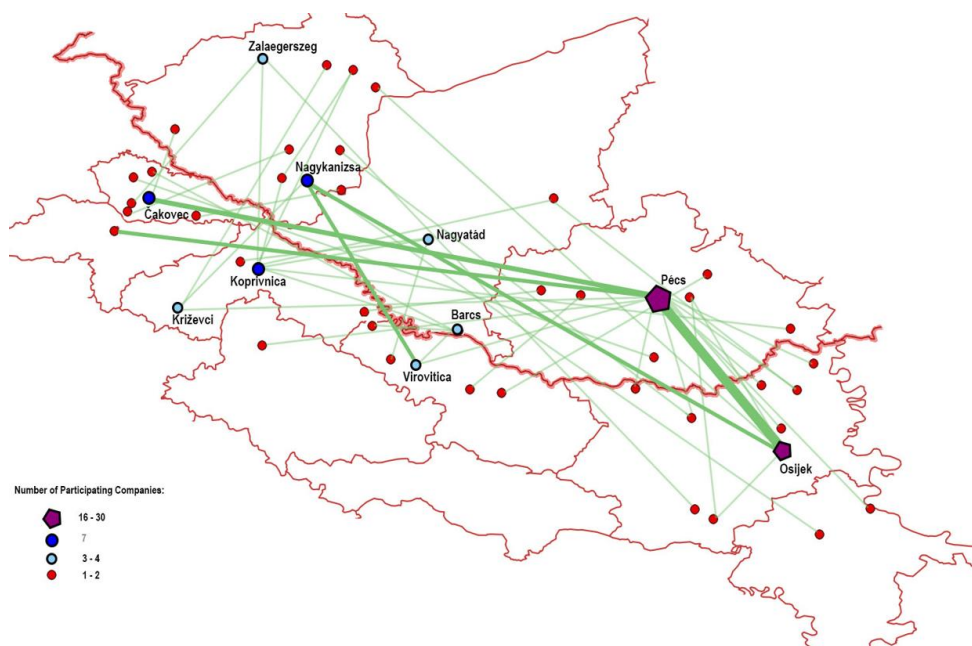 Zalaegerszeg
Nagykanizsa
Čakovec
Nagyatád
Koprivnica
Pécs
Križevci
Barcs
Virovitica
Osijek
Number of Participating Companies:
16 - 30
7
3 - 4
1 - 2